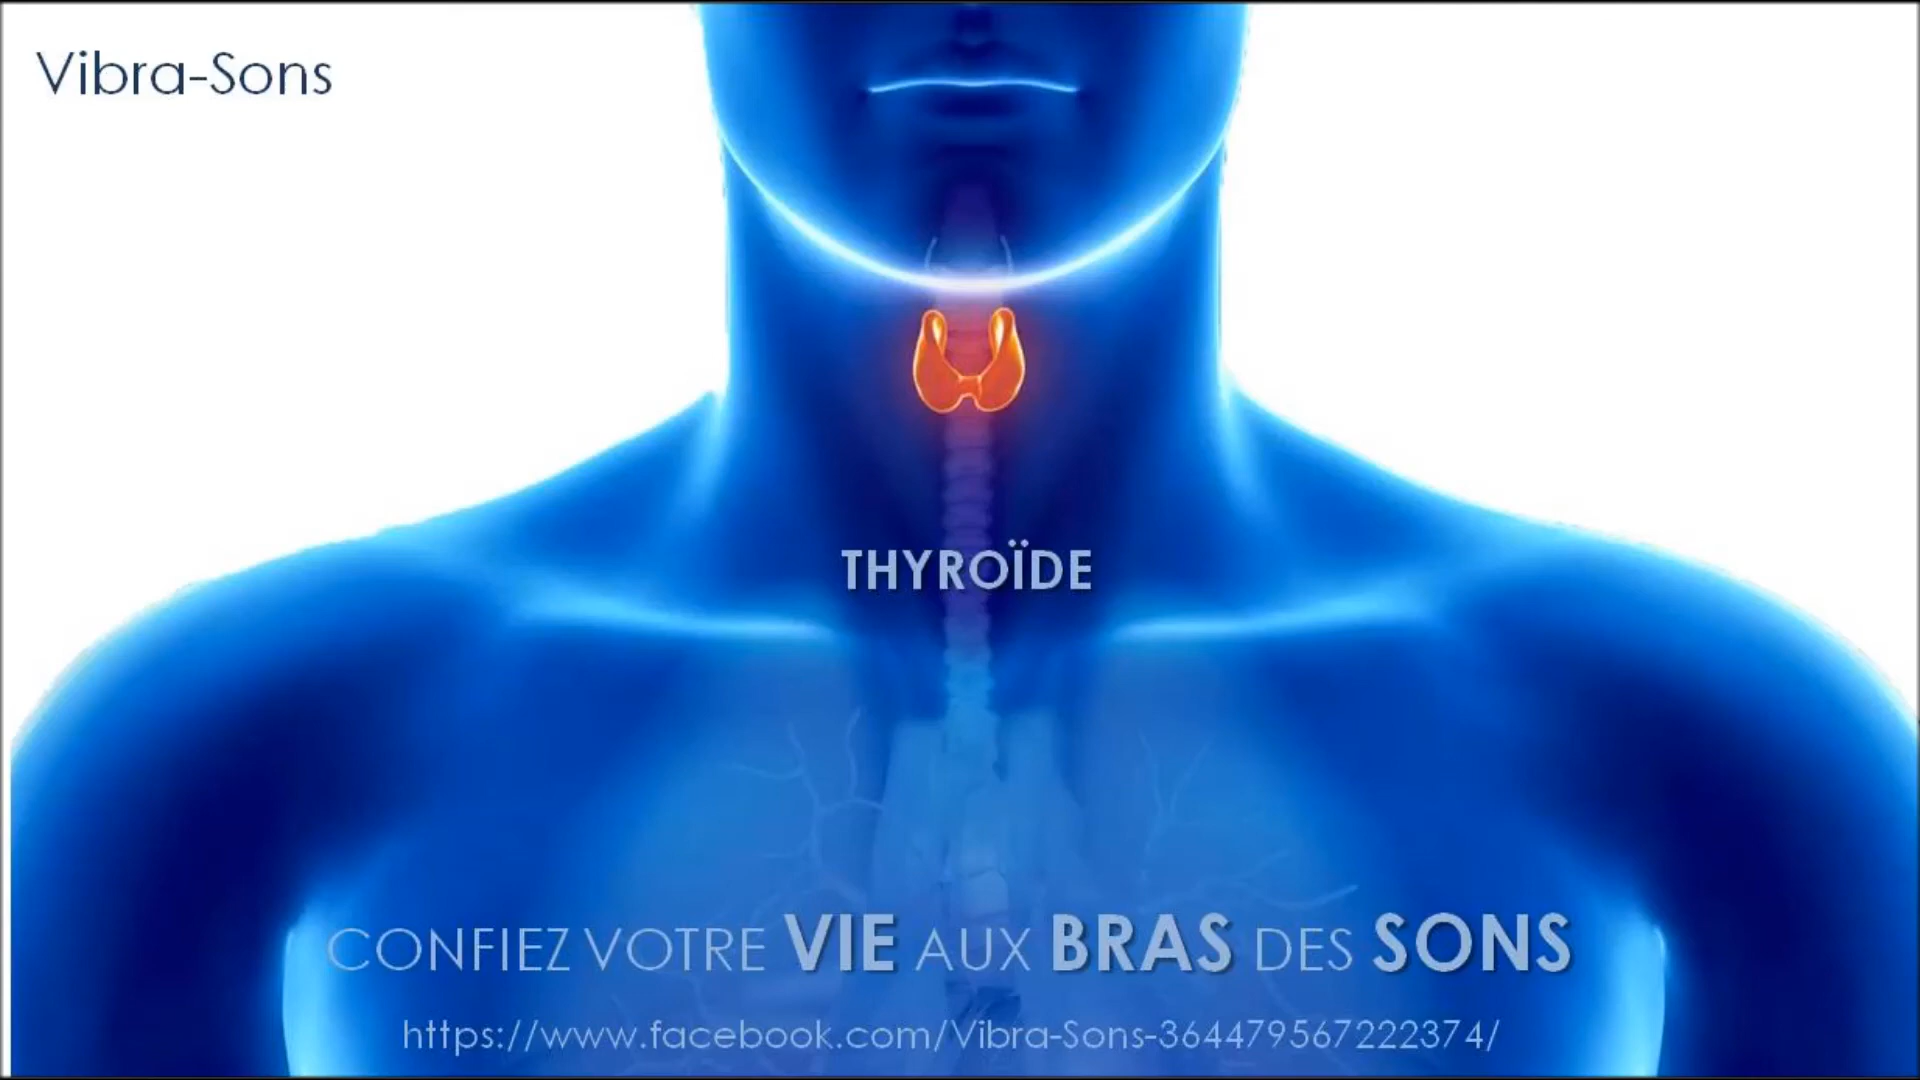 Vibra-Sons
THYROÏDE
CONFIEZ VOTRE VIE AUX BRAS DES SONS
https://www.facebook.com/Vibra-Sons-364479567222374/